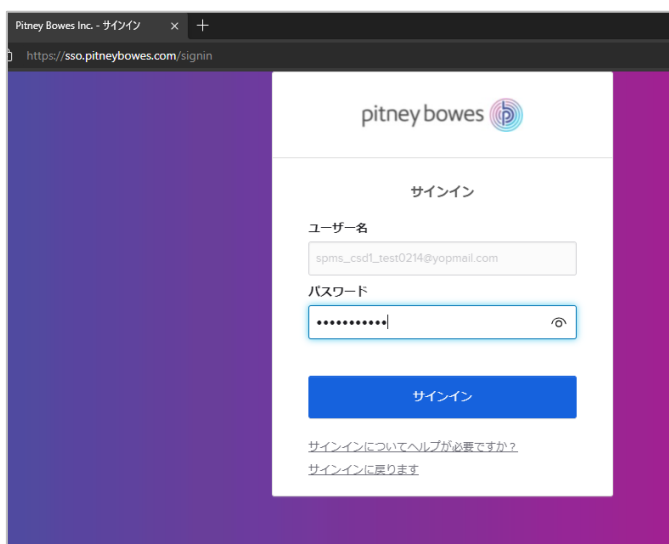 Pitney Bowes Inc. - サインイン
https://sso.pitneybowes.com/signin
pitney bowes
サインイン
ユーザー名
spms_csd1_test0214@yopmail.com
パスワード
•••••••••••
サインイン
サインインについてヘルプが必要ですか？
サインインに戻ります